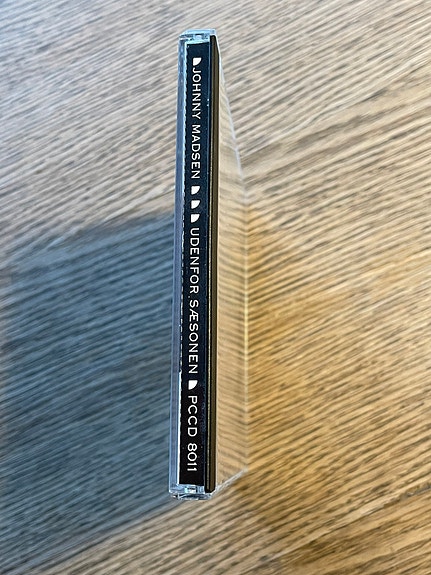 JOHNNY MADSEN UDENFOR SÆSONEN PCCD 8011